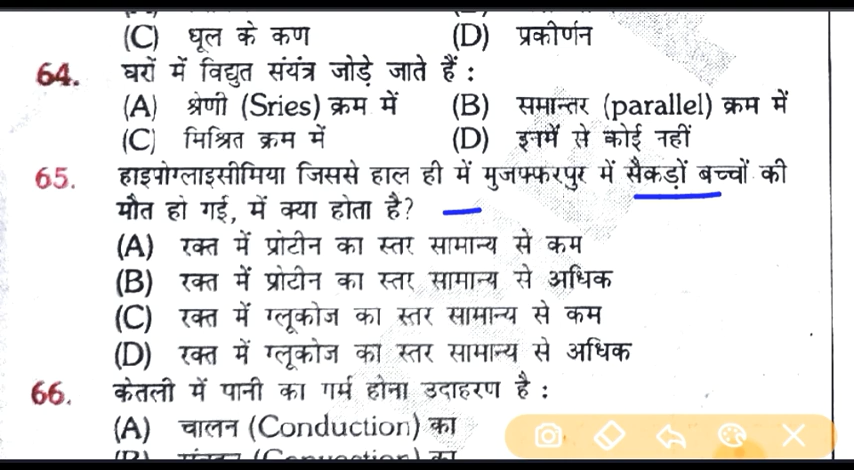 (C) धूल के कण (D) प्रकीर्णन
64. घरों में विद्युत संयंत्र जोड़े जाते हैं :
(A) श्रेणी (Sries) क्रम में (B) समान्तर (parallel) क्रम में
(C) मिश्रित क्रम में (D) इनमें से कोई नहीं
65. हाइपोग्लाइसीमिया जिससे हाल ही में मुजफ्फरपुर में सैकड़ों बच्चों की
मौत हो गई, में क्या होता है?
(A) रक्त में प्रोटीन का स्तर सामान्य से कम
(B) रक्त में प्रोटीन का स्तर सामान्य से अधिक
(C) रक्त में ग्लूकोज का स्तर सामान्य से कम
(D) रक्त में ग्लूकोज का स्तर सामान्य से अधिक
66. केतली में पानी का गर्म होना उदाहरण है :
(A) चालन (Conduction) का